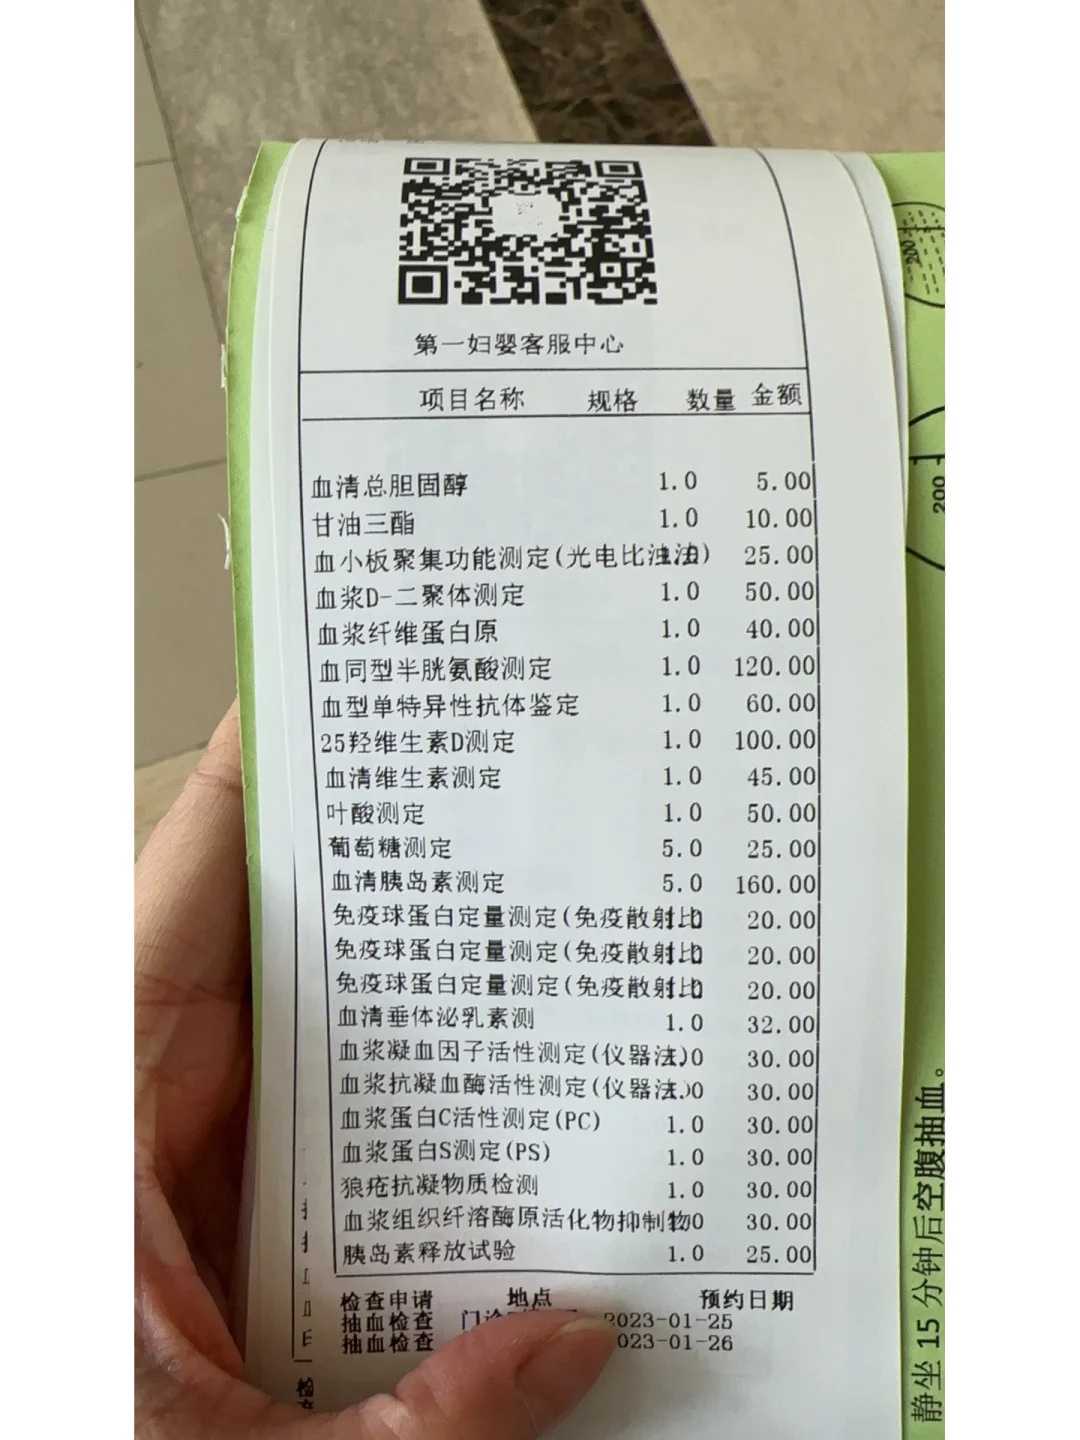 第一妇婴客服中心
项目名称 规格 数量 金额
血清总胆固醇 1.0 5.00
甘油三酯 1.0 10.00
血小板聚集功能测定(光电比浊法) 25.00
血浆D-二聚体测定 1.0 50.00
血浆纤维蛋白原 1.0 40.00
血同型半胱氨酸测定 1.0 120.00
血型单特异性抗体鉴定 1.0 60.00
25羟维生素D测定 1.0 100.00
血清维生素测定 1.0 45.00
叶酸测定 1.0 50.00
葡萄糖测定 5.0 25.00
血清胰岛素测定 5.0 160.00
免疫球蛋白定量测定(免疫散射比 20.00
免疫球蛋白定量测定(免疫散射比 20.00
免疫球蛋白定量测定(免疫散射比 20.00
血清垂体泌乳素测 1.0 32.00
血浆凝血因子活性测定(仪器法) 30.00
血浆抗凝血酶活性测定(仪器法) 30.00
血浆蛋白C活性测定(PC) 1.0 30.00
血浆蛋白S测定(PS) 1.0 30.00
狼疮抗凝物质检测 1.0 30.00
血浆组织纤溶酶原活化物抑制物 30.00
胰岛素释放试验 1.0 25.00
检查申请 地点 预约日期
抽血检查 门诊 2023-01-25
抽血检查 023-01-26
200
200
静坐15分钟后空腹抽血。